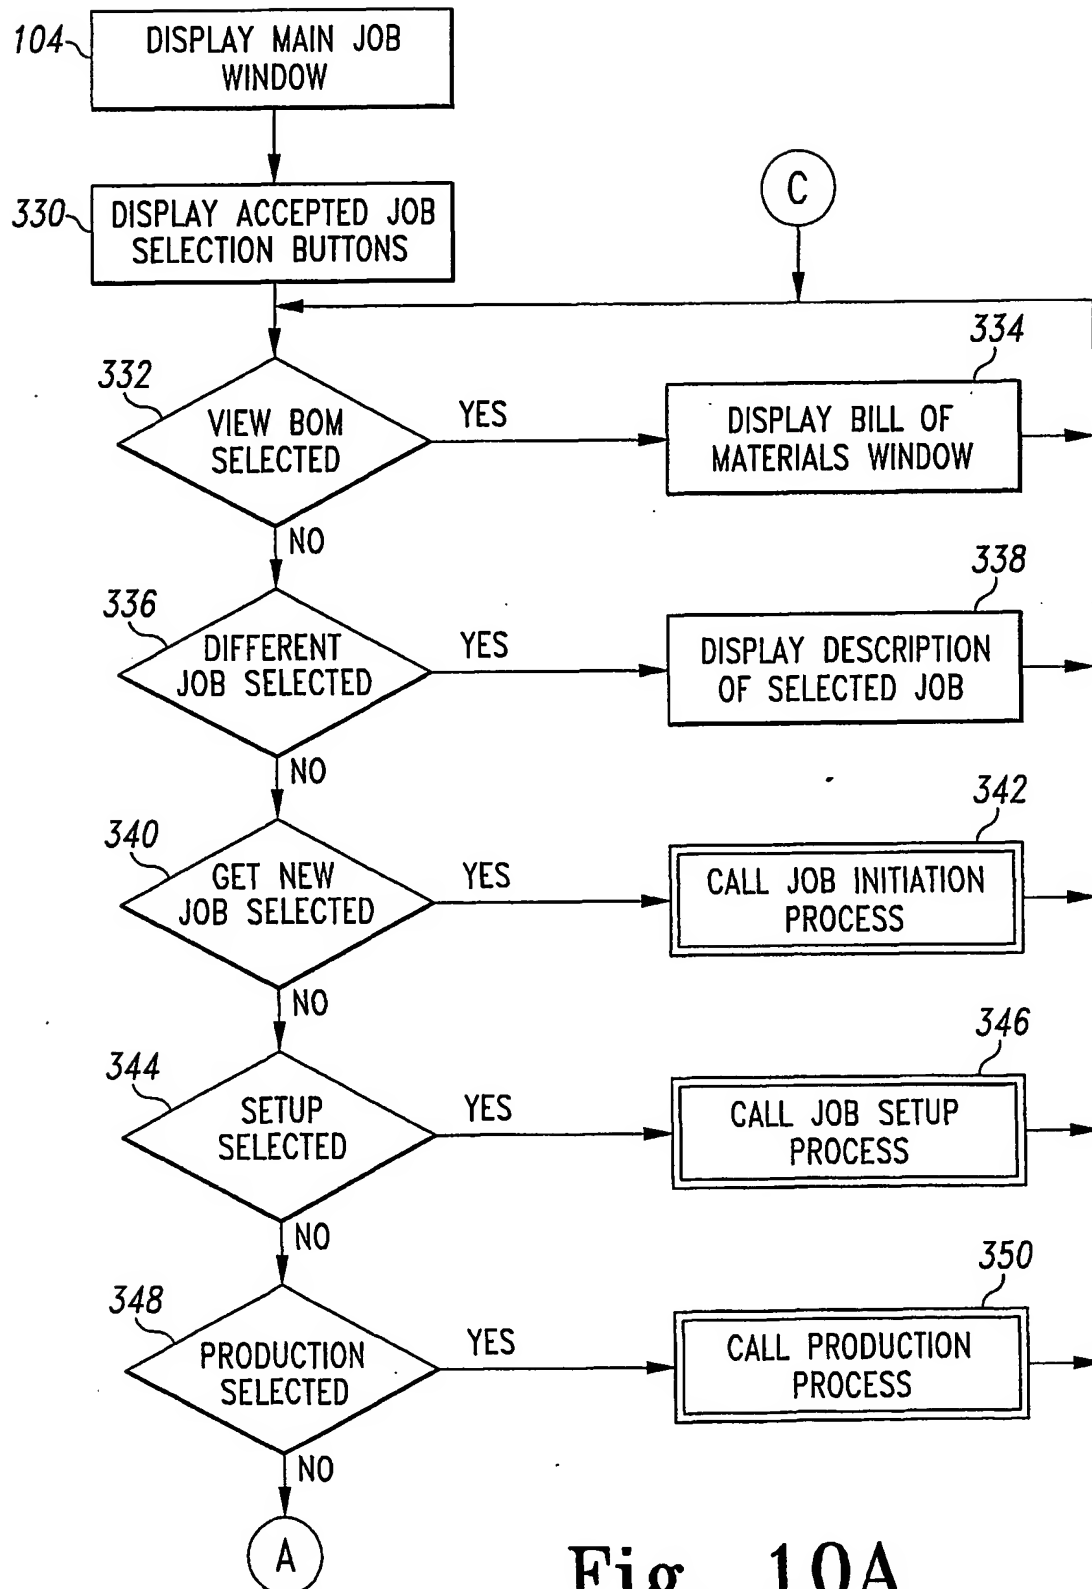 104
DISPLAY MAIN JOB
WINDOW
330
DISPLAY ACCEPTED JOB
SELECTION BUTTONS
C
332
VIEW BOM
SELECTED
YES
334
DISPLAY BILL OF
MATERIALS WINDOW
NO
336
DIFFERENT
JOB SELECTED
YES
338
DISPLAY DESCRIPTION
OF SELECTED JOB
NO
340
GET NEW
JOB SELECTED
YES
342
CALL JOB INITIATION
PROCESS
NO
344
SETUP
SELECTED
YES
346
CALL JOB SETUP
PROCESS
NO
348
PRODUCTION
SELECTED
YES
350
CALL PRODUCTION
PROCESS
NO
A
Fig. 10A